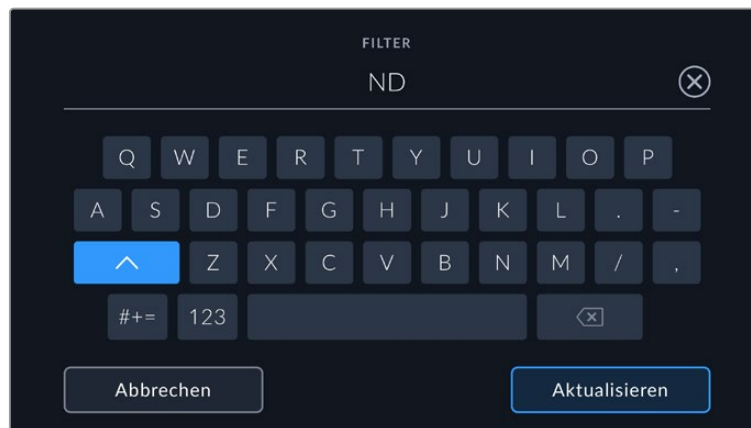 FILTER
ND
Q W E R T Y U I O P
A S D F G H J K L . -
Z X C V B N M / ,
#+= 123
Abbrechen Aktualisieren